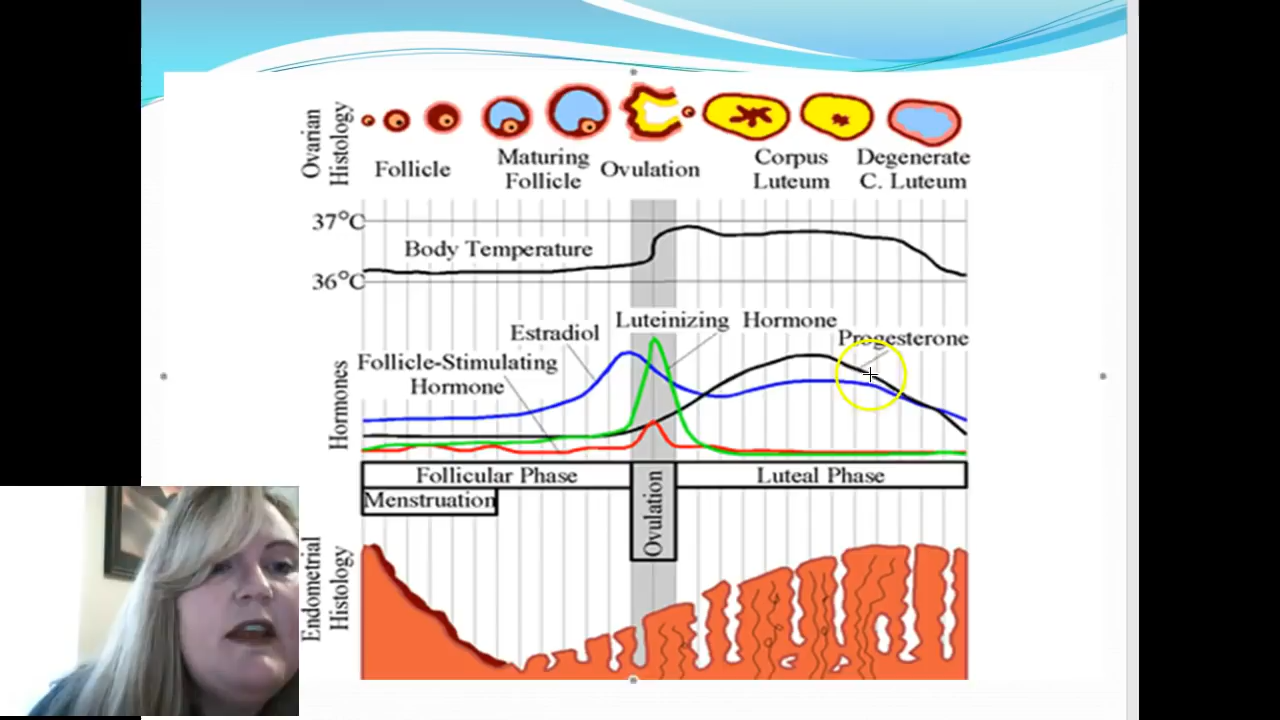 Ovarian
Histology
Follicle
Maturing
Follicle
Ovulation
Corpus
Luteum
Degenerate
C. Luteum
37°C
Body Temperature
36°C
Hormones
Estradiol
Luteinizing Hormone
Progesterone
Follicle-Stimulating
Hormone
Follicular Phase
Luteal Phase
Menstruation
Ovulation
Endometrial
Histology